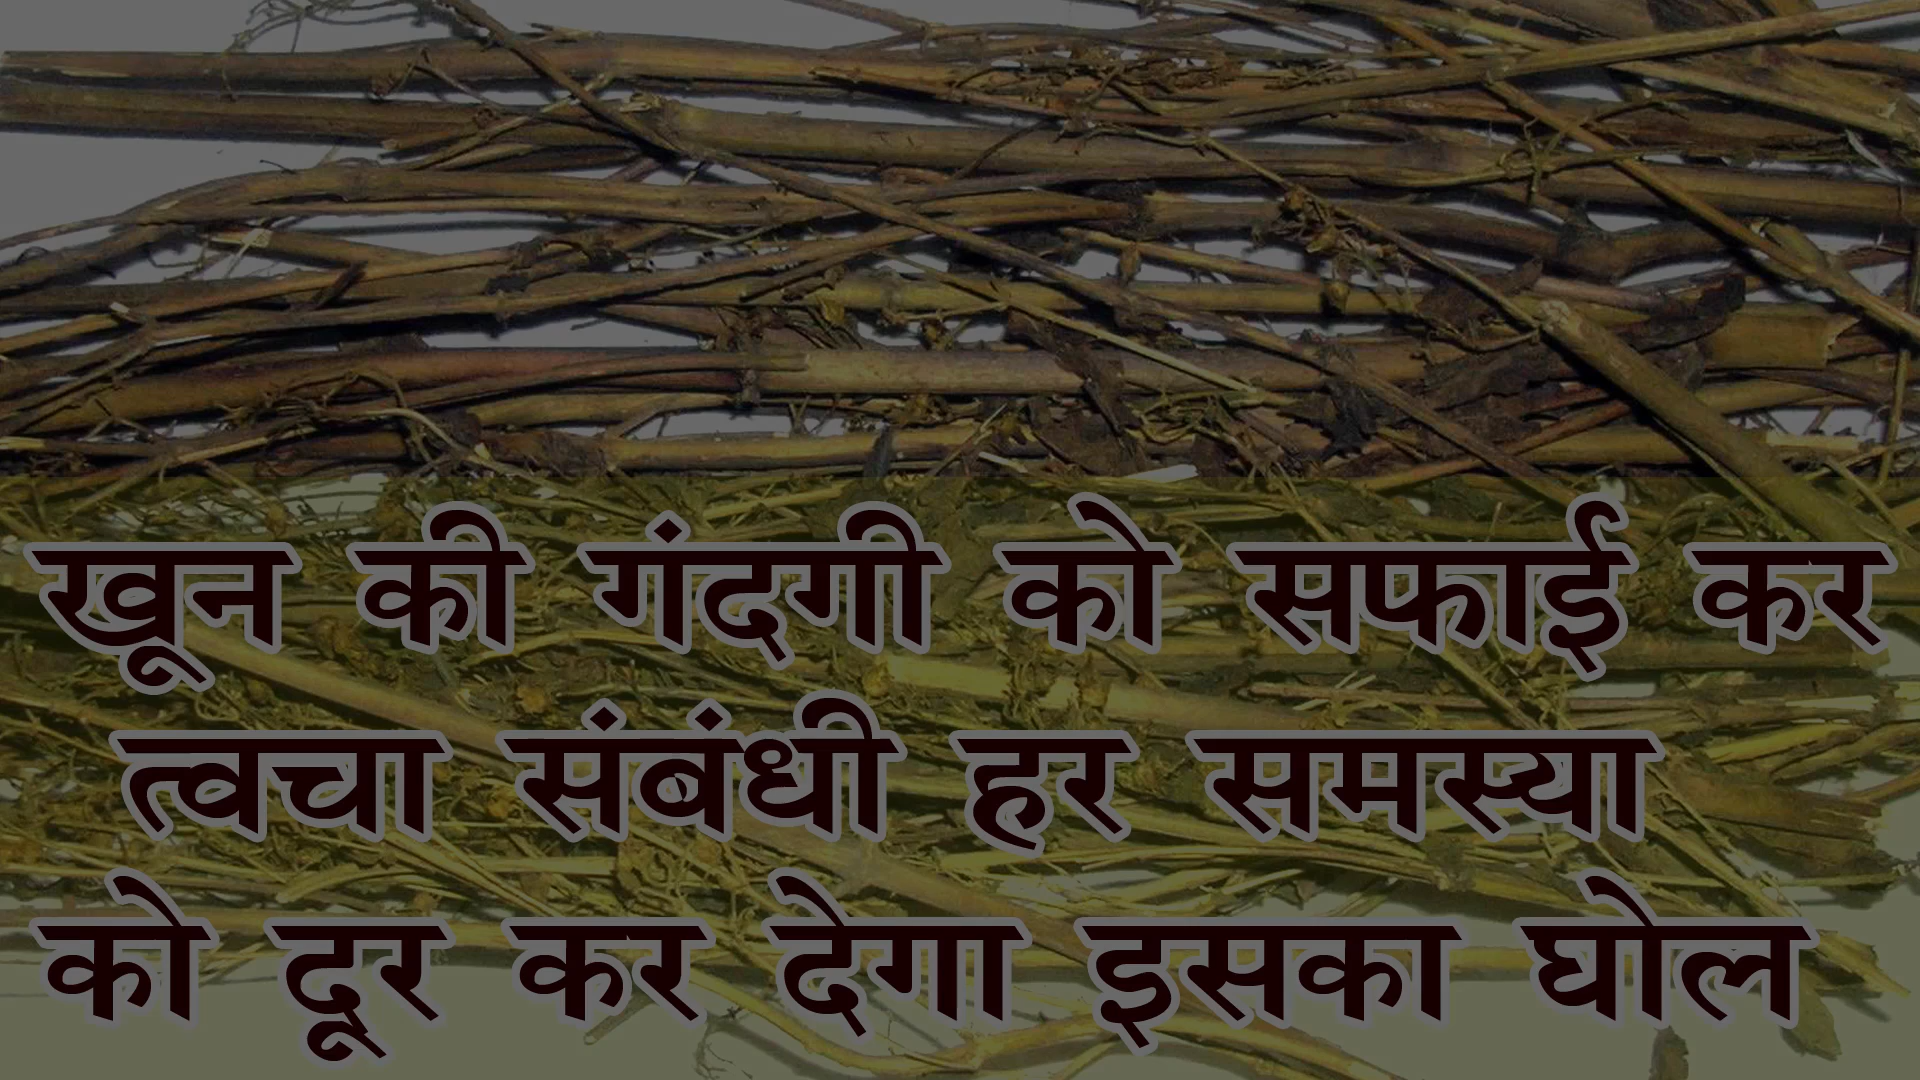 खून की गंदगी को सफाई कर
त्वचा संबंधी हर समस्या
को दूर कर देगा इसका घोल